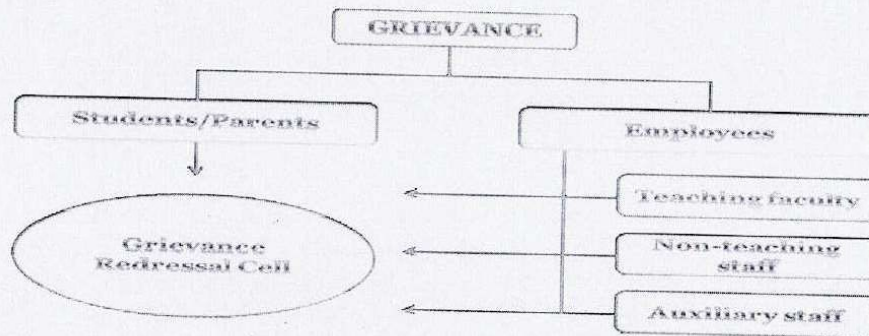 GRIEVANCE
Students/Parents
Employees
Grievance
Redressal Cell
Teaching faculty
Non-teaching
staff
Auxiliary staff